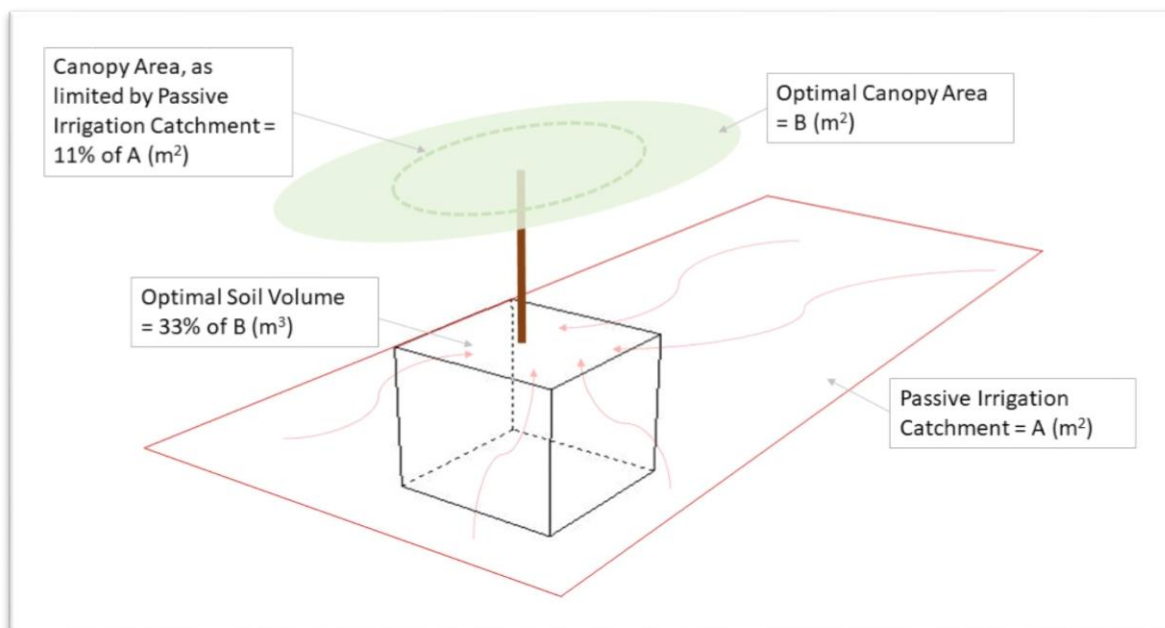 Canopy Area, as
limited by Passive
Irrigation Catchment =
11% of A (m²)
Optimal Canopy Area
= B (m²)
Optimal Soil Volume
= 33% of B (m³)
Passive Irrigation
Catchment = A (m²)